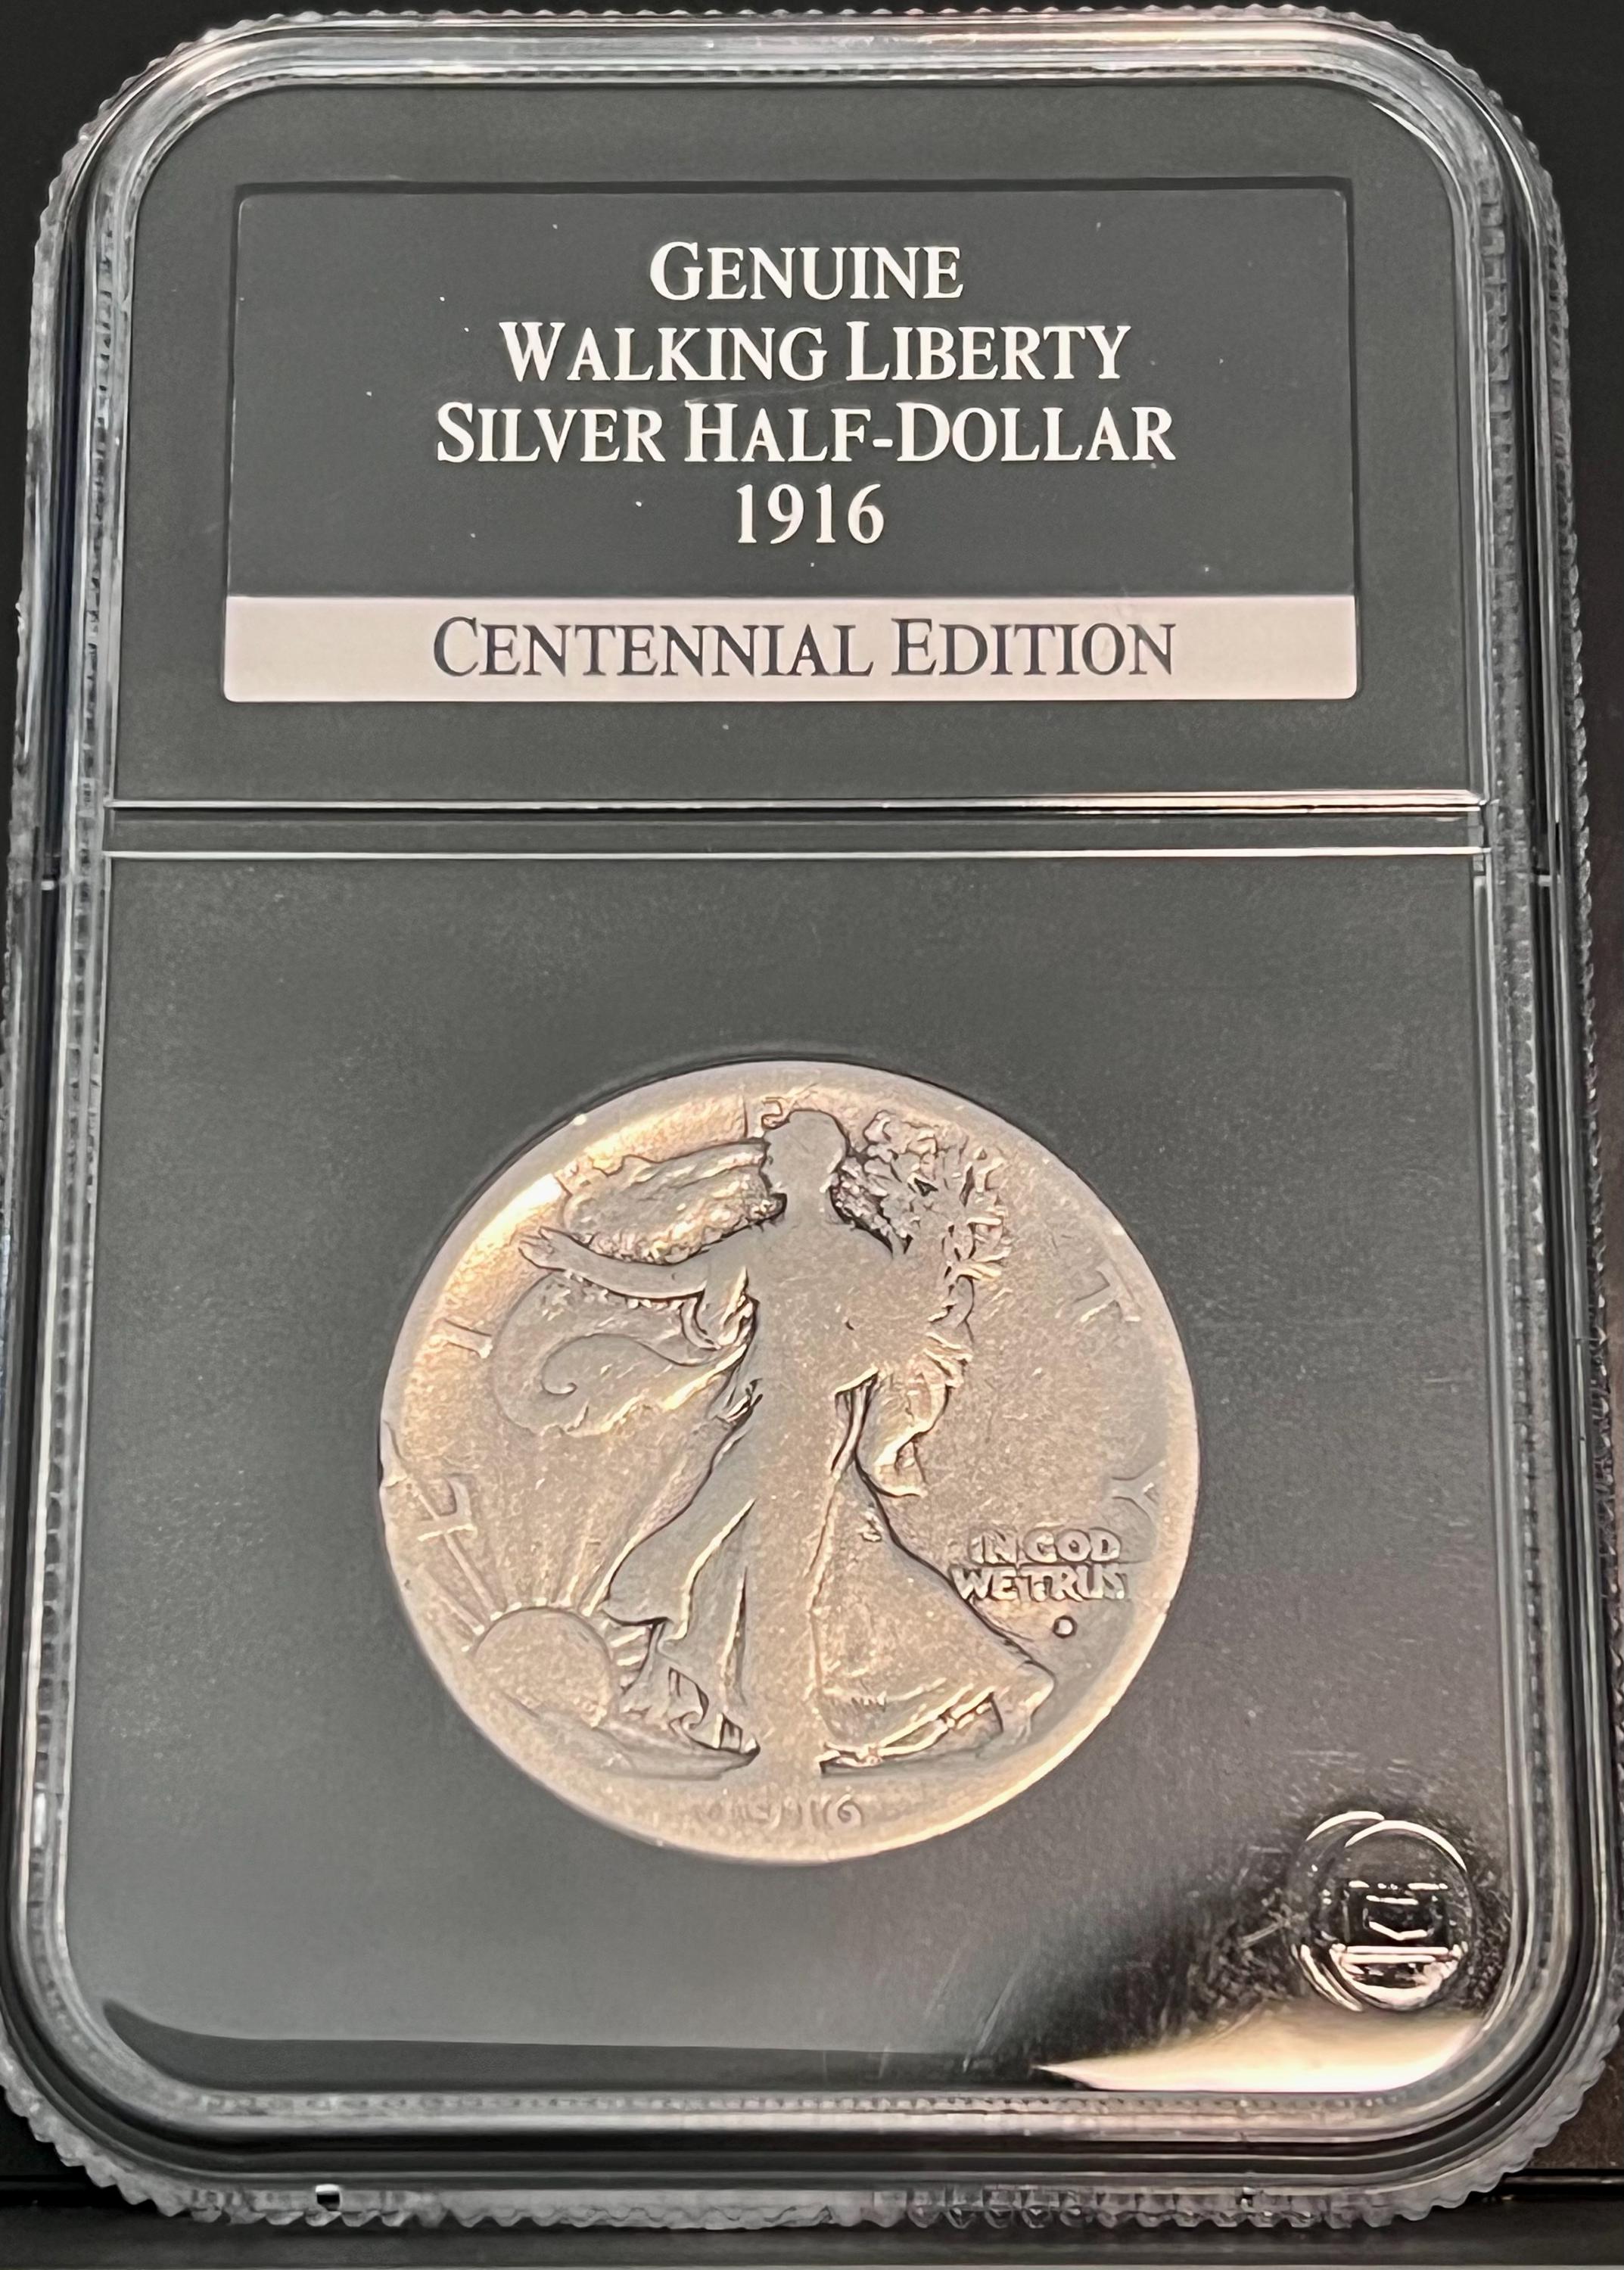 GENUINE
WALKING LIBERTY
SILVER HALF-DOLLAR
1916
CENTENNIAL EDITION
IN GOD
WE TRUST
1916